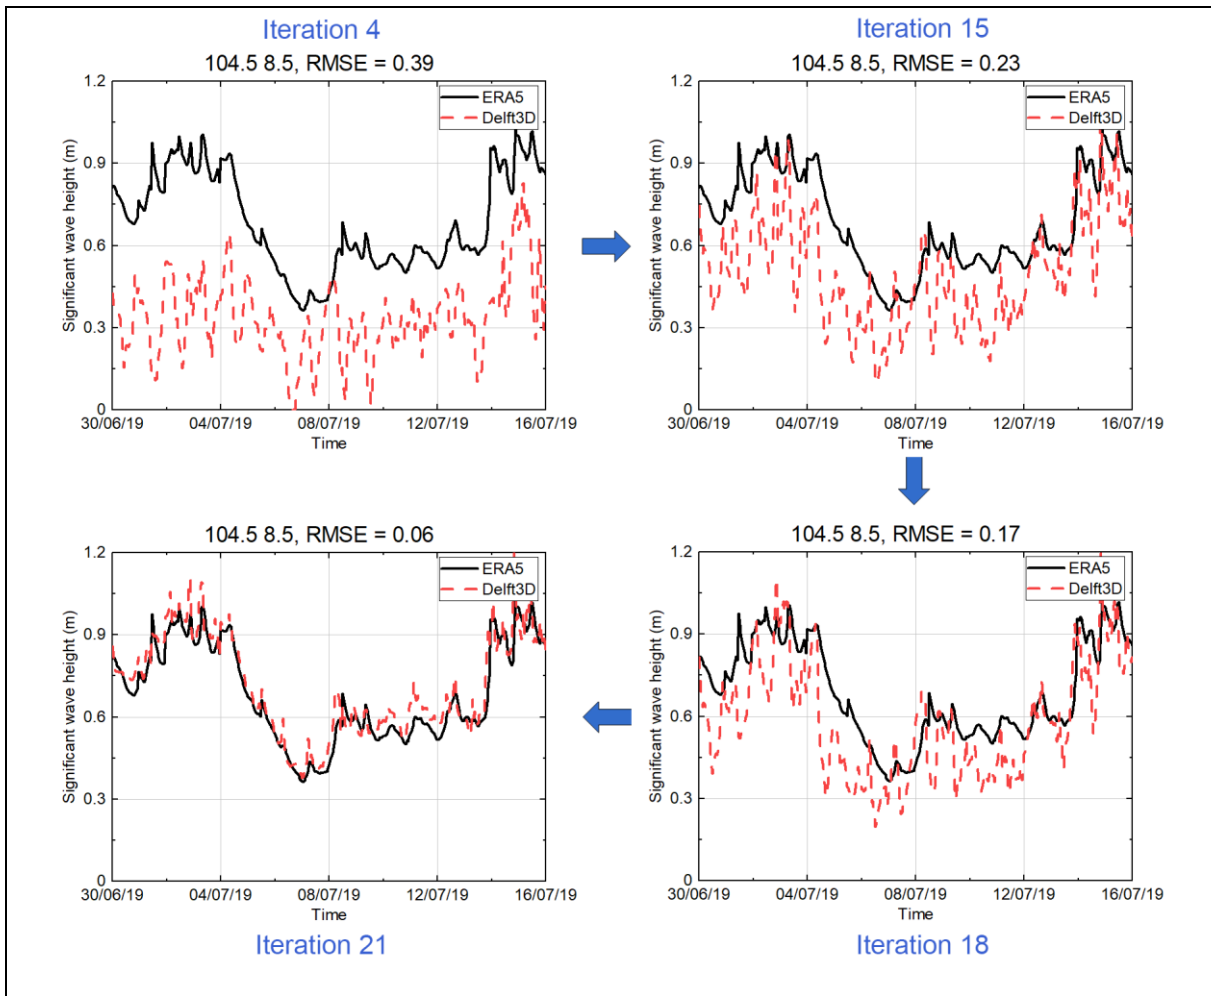 Iteration 4
104.5 8.5, RMSE = 0.39
1.2
0.9
0.6
0.3
0
Significant wave height (m)
ERA5
Delft3D
30/06/19 04/07/19 08/07/19 12/07/19 16/07/19
Time
Iteration 15
104.5 8.5, RMSE = 0.23
1.2
0.9
0.6
0.3
0
Significant wave height (m)
ERA5
Delft3D
30/06/19 04/07/19 08/07/19 12/07/19 16/07/19
Time
104.5 8.5, RMSE = 0.06
1.2
0.9
0.6
0.3
0
Significant wave height (m)
ERA5
Delft3D
30/06/19 04/07/19 08/07/19 12/07/19 16/07/19
Time
Iteration 21
104.5 8.5, RMSE = 0.17
1.2
0.9
0.6
0.3
0
Significant wave height (m)
ERA5
Delft3D
30/06/19 04/07/19 08/07/19 12/07/19 16/07/19
Time
Iteration 18